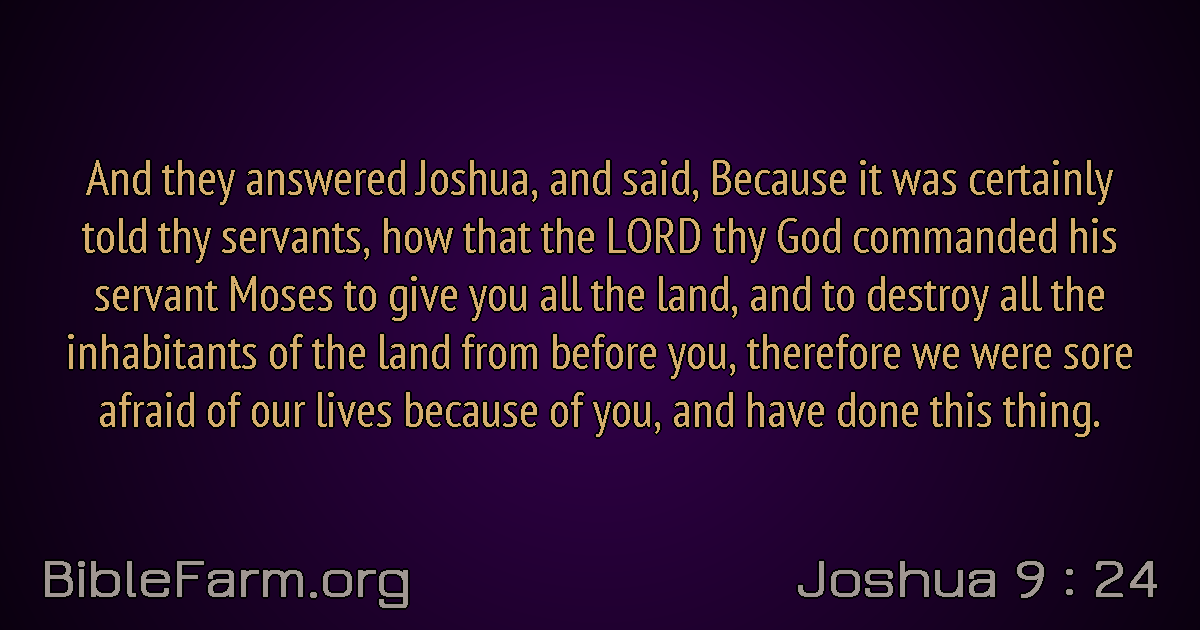 And they answered Joshua, and said, Because it was certainly
told thy servants, how that the LORD thy God commanded his
servant Moses to give you all the land, and to destroy all the
inhabitants of the land from before you, therefore we were sore
afraid of our lives because of you, and have done this thing.
BibleFarm.org
Joshua 9 : 24